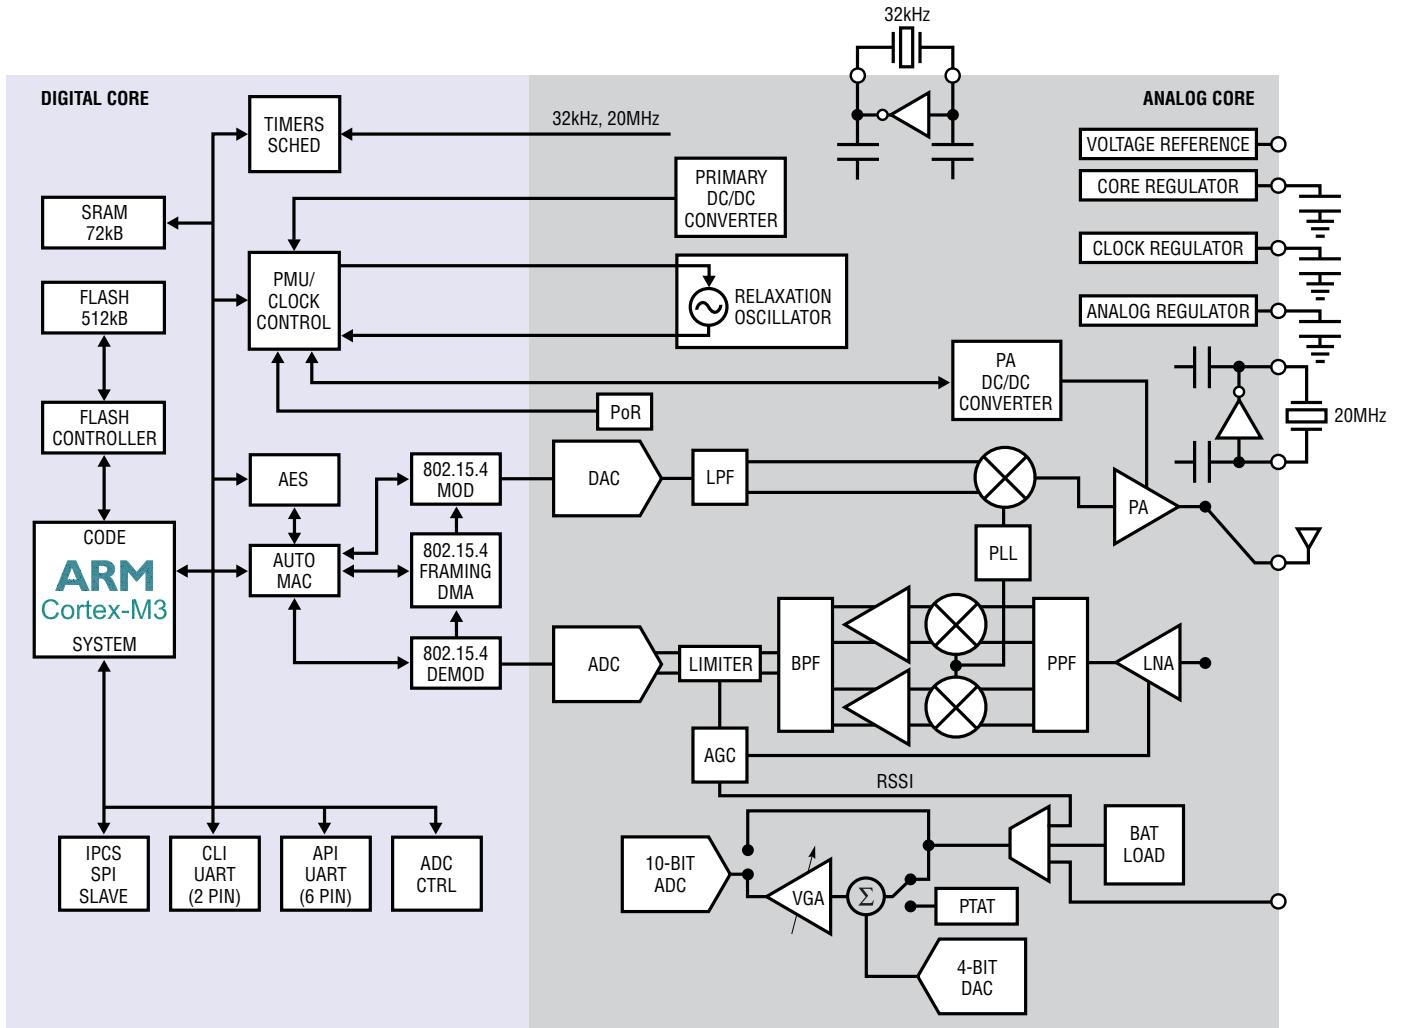 32kHz
DIGITAL CORE
ANALOG CORE
TIMERS
SCHED
32kHz, 20MHz
VOLTAGE REFERENCE
PRIMARY
DC/DC
CONVERTER
CORE REGULATOR
SRAM
72kB
CLOCK REGULATOR
PMU/
CLOCK
CONTROL
RELAXATION
OSCILLATOR
FLASH
512kB
ANALOG REGULATOR
PA
DC/DC
CONVERTER
PoR
20MHz
FLASH
CONTROLLER
AES
802.15.4
MOD
DAC
LPF
PA
CODE
ARM
Cortex-M3
SYSTEM
AUTO
MAC
802.15.4
FRAMING
DMA
PLL
802.15.4
DEMOD
ADC
LIMITER
BPF
PPF
LNA
AGC
RSSI
BAT
LOAD
IPCS
SPI
SLAVE
CLI
UART
(2 PIN)
API
UART
(6 PIN)
ADC
CTRL
10-BIT
ADC
VGA
Σ
PTAT
4-BIT
DAC